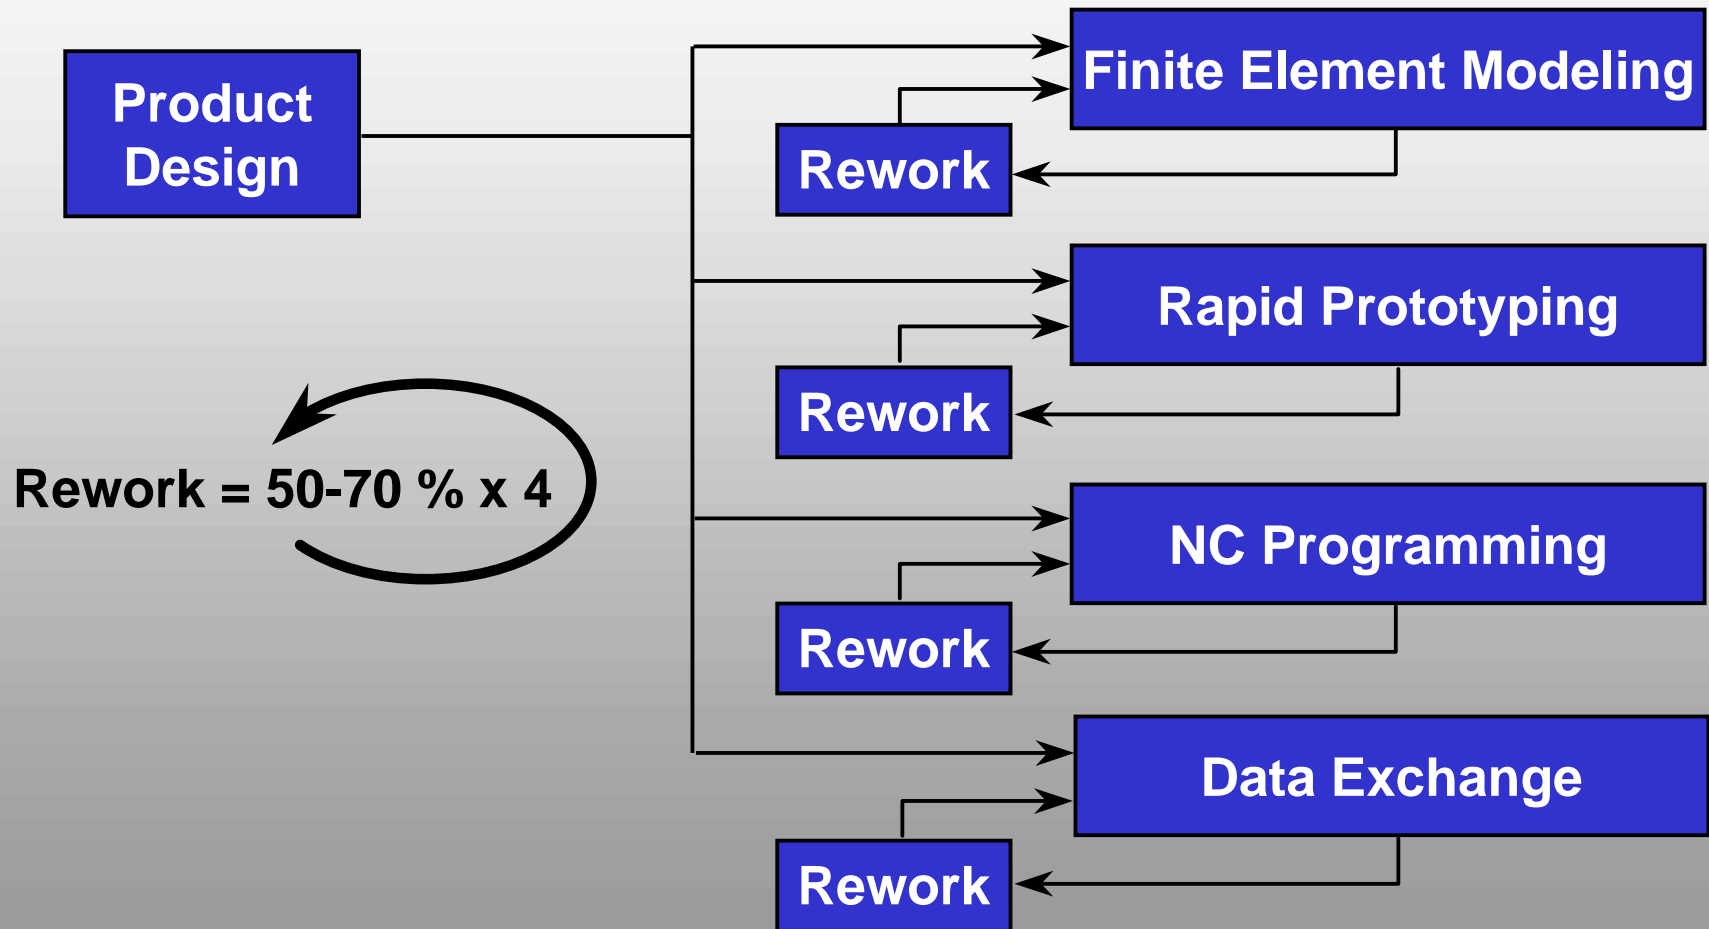 Finite Element Modeling
Product
Design
Rework
Rapid Prototyping
Rework
Rework = 50-70 % x 4
NC Programming
Rework
Data Exchange
Rework